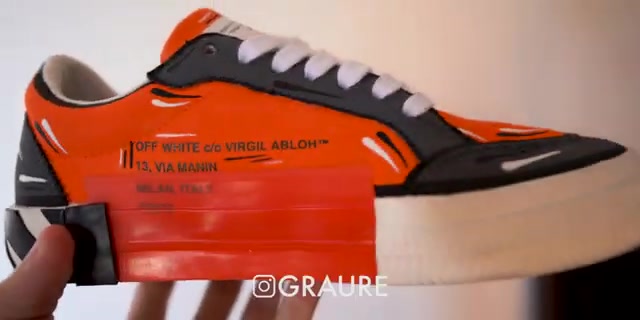 OFF WHITE c/o VIRGIL ABLOH™
13, VIA MANIN
MILAN, ITALY
GRAURE